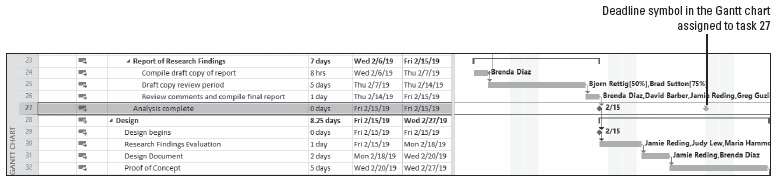 Deadline symbol in the Gantt chart
assigned to task 27
23 Report of Research Findings 7 days Wed 2/6/19 Fri 2/15/19
24 Compile draft copy of report 8 hrs Wed 2/6/19 Thu 2/7/19 Brenda Diaz
25 Draft copy review period 5 days Thu 2/7/19 Thu 2/14/19 Bjorn Rettig[50%],Brad Sutton[75%
26 Review comments and compile final report 1 day Thu 2/14/19 Fri 2/15/19 Brenda Diaz,David Barber,Jamie Reding,Greg Guzi
27 Analysis complete 0 days Fri 2/15/19 Fri 2/15/19 2/15
28 Design 8.25 days Fri 2/15/19 Wed 2/27/19
29 Design begins 0 days Fri 2/15/19 Fri 2/15/19 2/15
30 Research Findings Evaluation 1 day Fri 2/15/19 Mon 2/18/19 Jamie Reding,Judy Lew,Maria Hammo
31 Design Document 2 days Mon 2/18/19 Wed 2/20/19 Jamie Reding,Brenda Diaz
32 Proof of Concept 5 days Wed 2/20/19 Wed 2/27/19
GANTT CHART